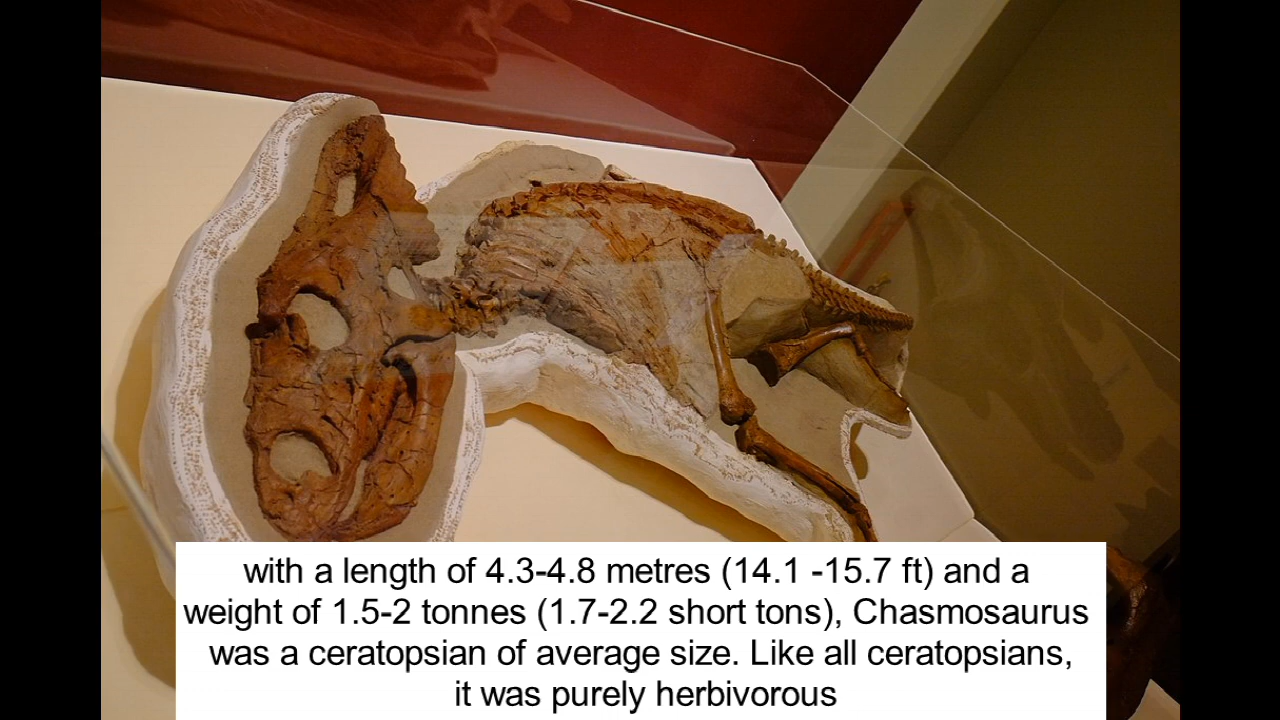 with a length of 4.3-4.8 metres (14.1 -15.7 ft) and a
weight of 1.5-2 tonnes (1.7-2.2 short tons), Chasmosaurus
was a ceratopsian of average size. Like all ceratopsians,
it was purely herbivorous